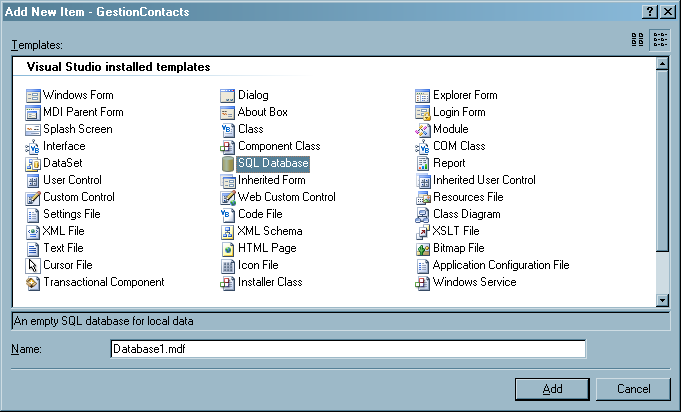 Add New Item - GestionContacts
Templates:
Visual Studio installed templates
Windows Form Dialog Explorer Form
MDI Parent Form About Box Login Form
Splash Screen Class Module
Interface Component Class COM Class
DataSet SQL Database Report
User Control Inherited Form Inherited User Control
Custom Control Web Custom Control Resources File
Settings File Code File Class Diagram
XML File XML Schema XSLT File
Text File HTML Page Bitmap File
Cursor File Icon File Application Configuration File
Transactional Component Installer Class Windows Service
An empty SQL database for local data
Name: Database1.mdf
Add Cancel